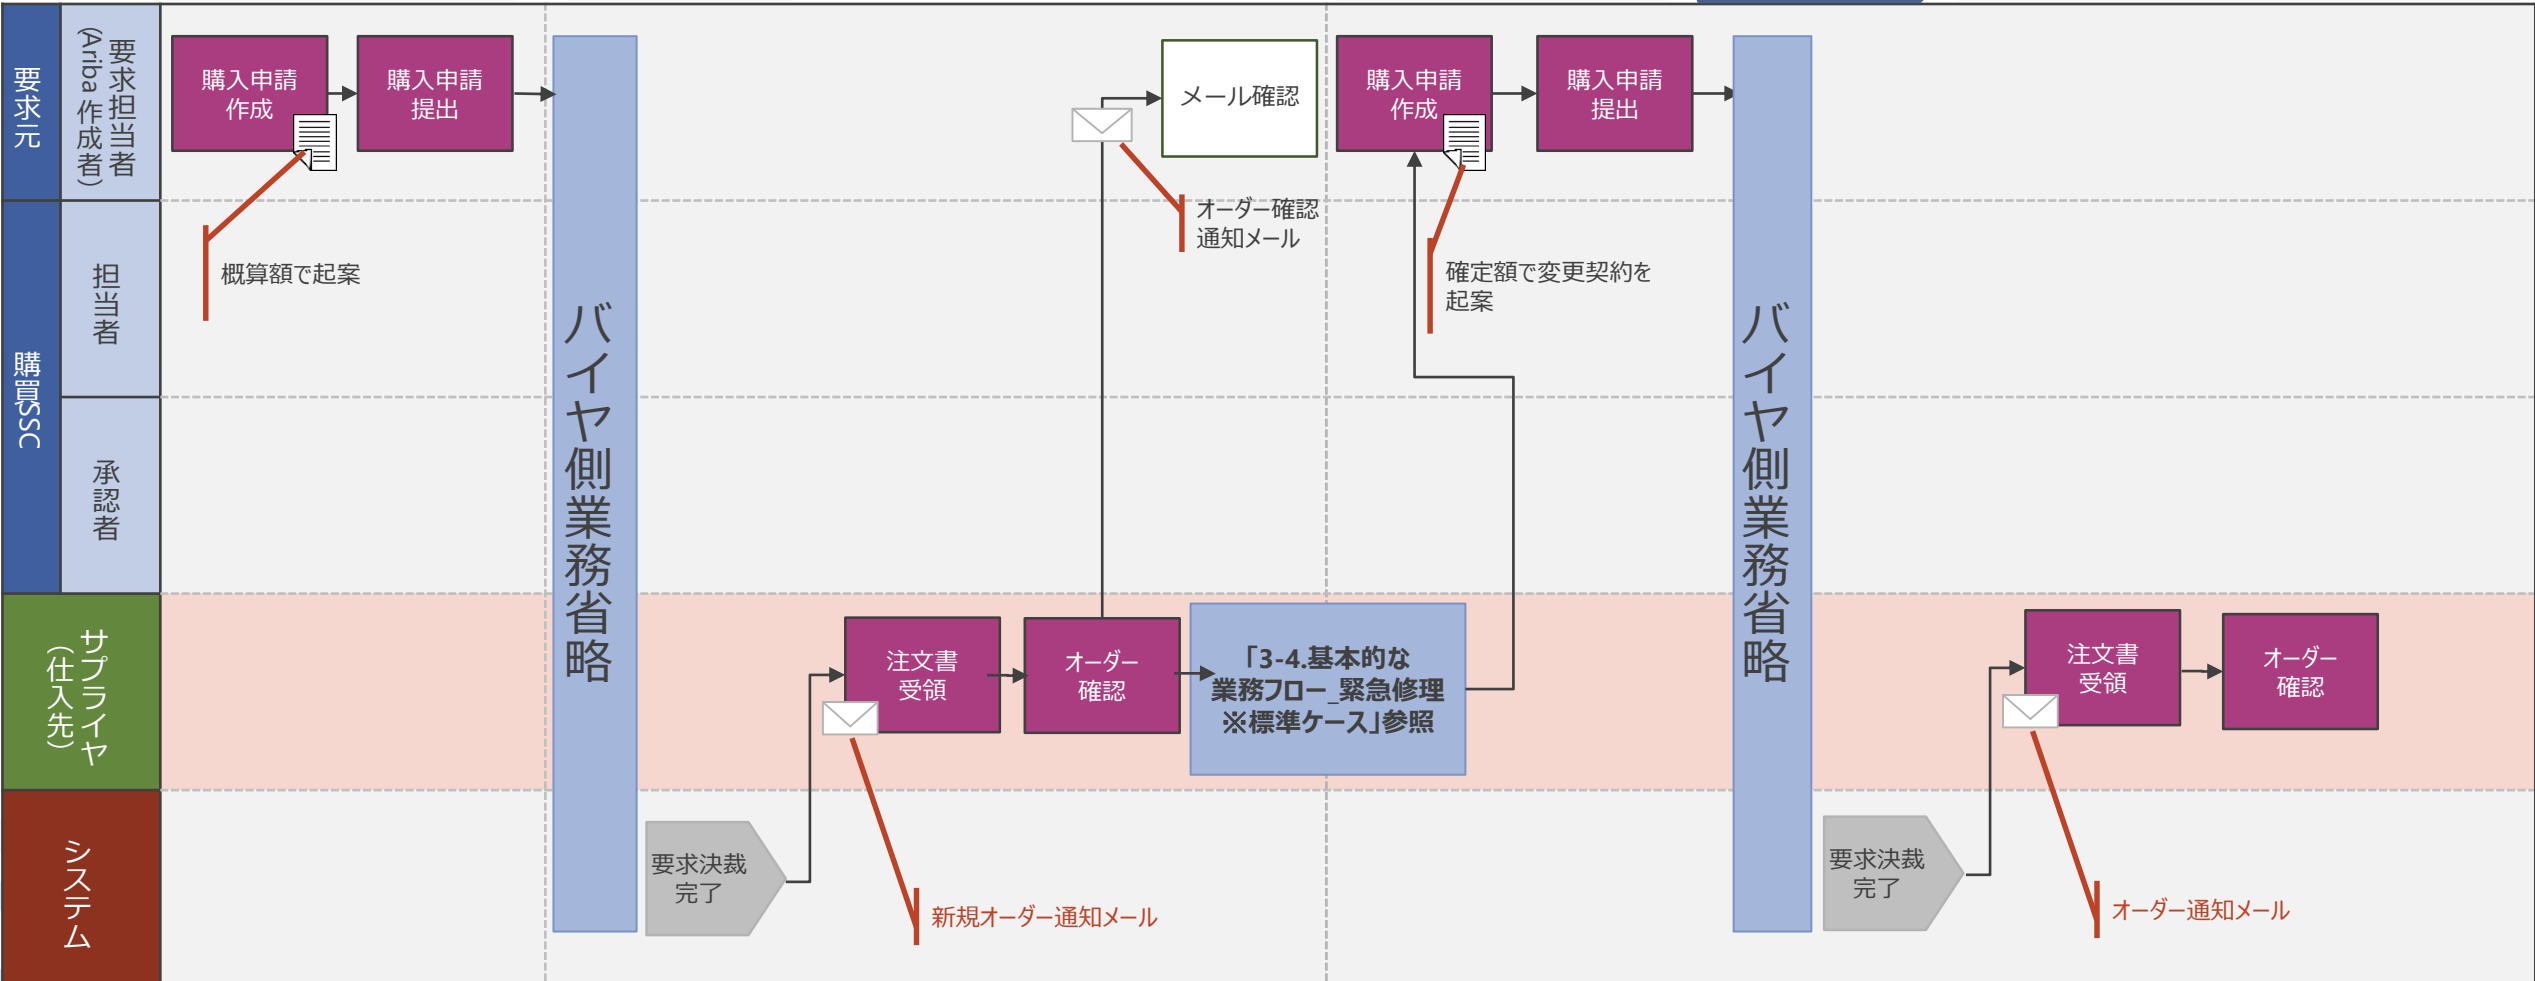 要求元
要求担当者
(Ariba作成者)
購買SSC
担当者
承認者
サプライヤ
(仕入先)
システム
購入申請
作成
購入申請
提出
概算額で起案
バイヤ側業務省略
メール確認
オーダー確認
通知メール
購入申請
作成
購入申請
提出
確定額で変更契約を
起案
バイヤ側業務省略
注文書
受領
オーダー
確認
「3-4.基本的な
業務フロー_緊急修理
※標準ケース」参照
注文書
受領
オーダー
確認
要求決裁
完了
新規オーダー通知メール
要求決裁
完了
オーダー通知メール